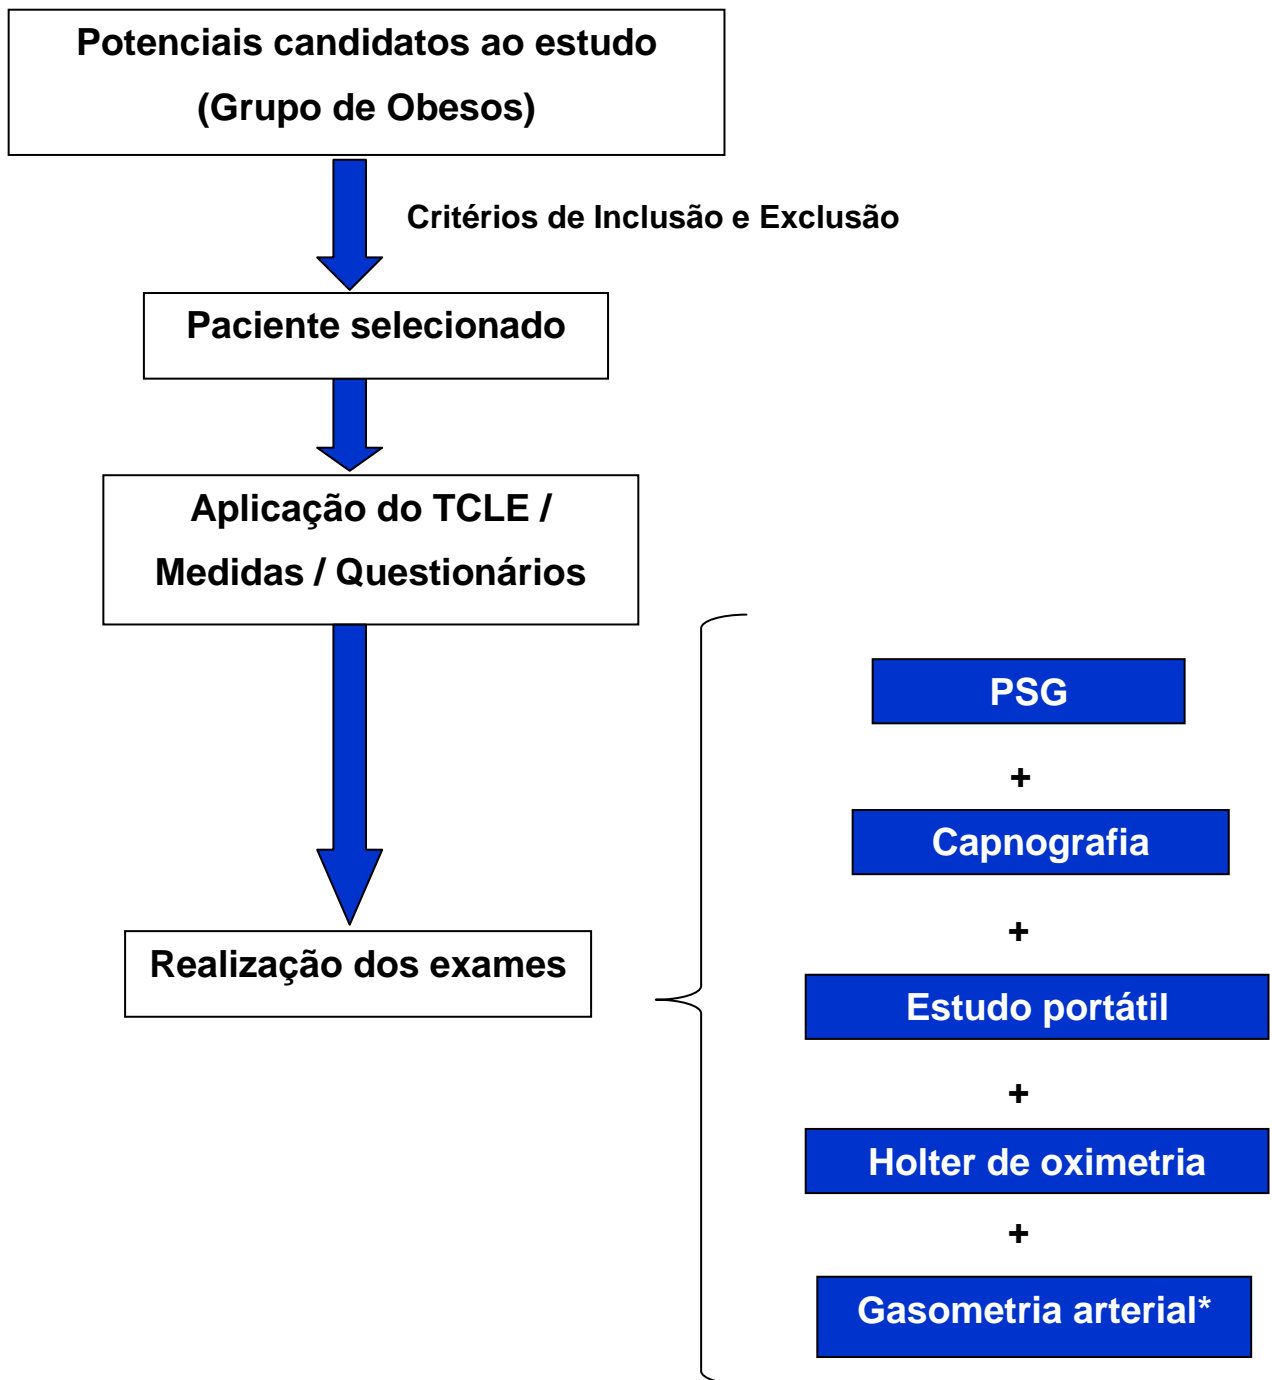 Potenciais candidatos ao estudo
(Grupo de Obesos)
Critérios de Inclusão e Exclusão
Paciente selecionado
Aplicação do TCLE /
Medidas / Questionários
Realização dos exames
PSG
+
Capnografia
+
Estudo portátil
+
Holter de oximetria
+
Gasometria arterial*